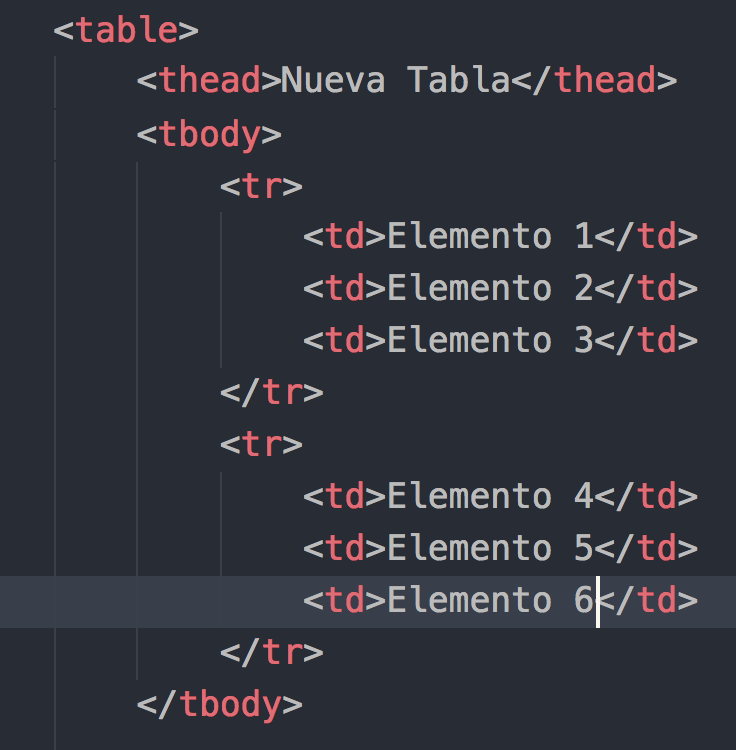 <table>
<thead>Nueva Tabla</thead>
<tbody>
<tr>
<td>Elemento 1</td>
<td>Elemento 2</td>
<td>Elemento 3</td>
</tr>
<tr>
<td>Elemento 4</td>
<td>Elemento 5</td>
<td>Elemento 6</td>
</tr>
</tbody>